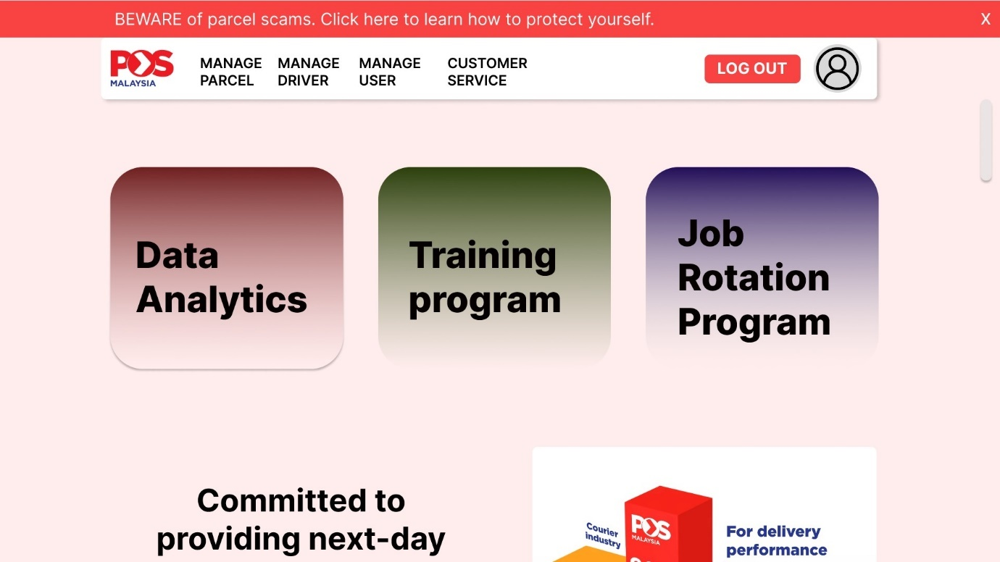 BEWARE of parcel scams. Click here to learn how to protect yourself.
X
POS
MALAYSIA
MANAGE
PARCEL
MANAGE
DRIVER
MANAGE
USER
CUSTOMER
SERVICE
LOG OUT
Data
Analytics
Training
program
Job
Rotation
Program
Committed to
providing next-day
Courier
industry
POS
MALAYSIA
For delivery
performance